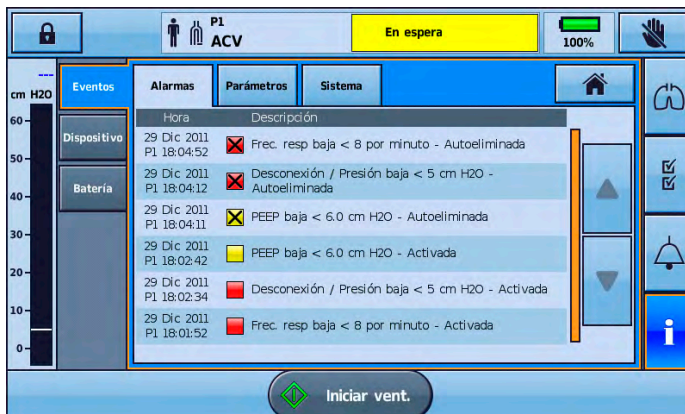 P1
ACV
En espera
100%
---
cm H2O
60
50
40
30
20
10
0
Eventos
Dispositivo
Batería
Alarmas
Parámetros
Sistema
Hora Descripción
29 Dic 2011
P1 18:04:52
Frec. resp baja < 8 por minuto - Autoeliminada
29 Dic 2011
P1 18:04:12
Desconexión / Presión baja < 5 cm H2O -
Autoeliminada
29 Dic 2011
P1 18:04:11
PEEP baja < 6.0 cm H2O - Autoeliminada
29 Dic 2011
P1 18:02:42
PEEP baja < 6.0 cm H2O - Activada
29 Dic 2011
P1 18:02:34
Desconexión / Presión baja < 5 cm H2O - Activada
29 Dic 2011
P1 18:01:52
Frec. resp baja < 8 por minuto - Activada
i
Iniciar vent.